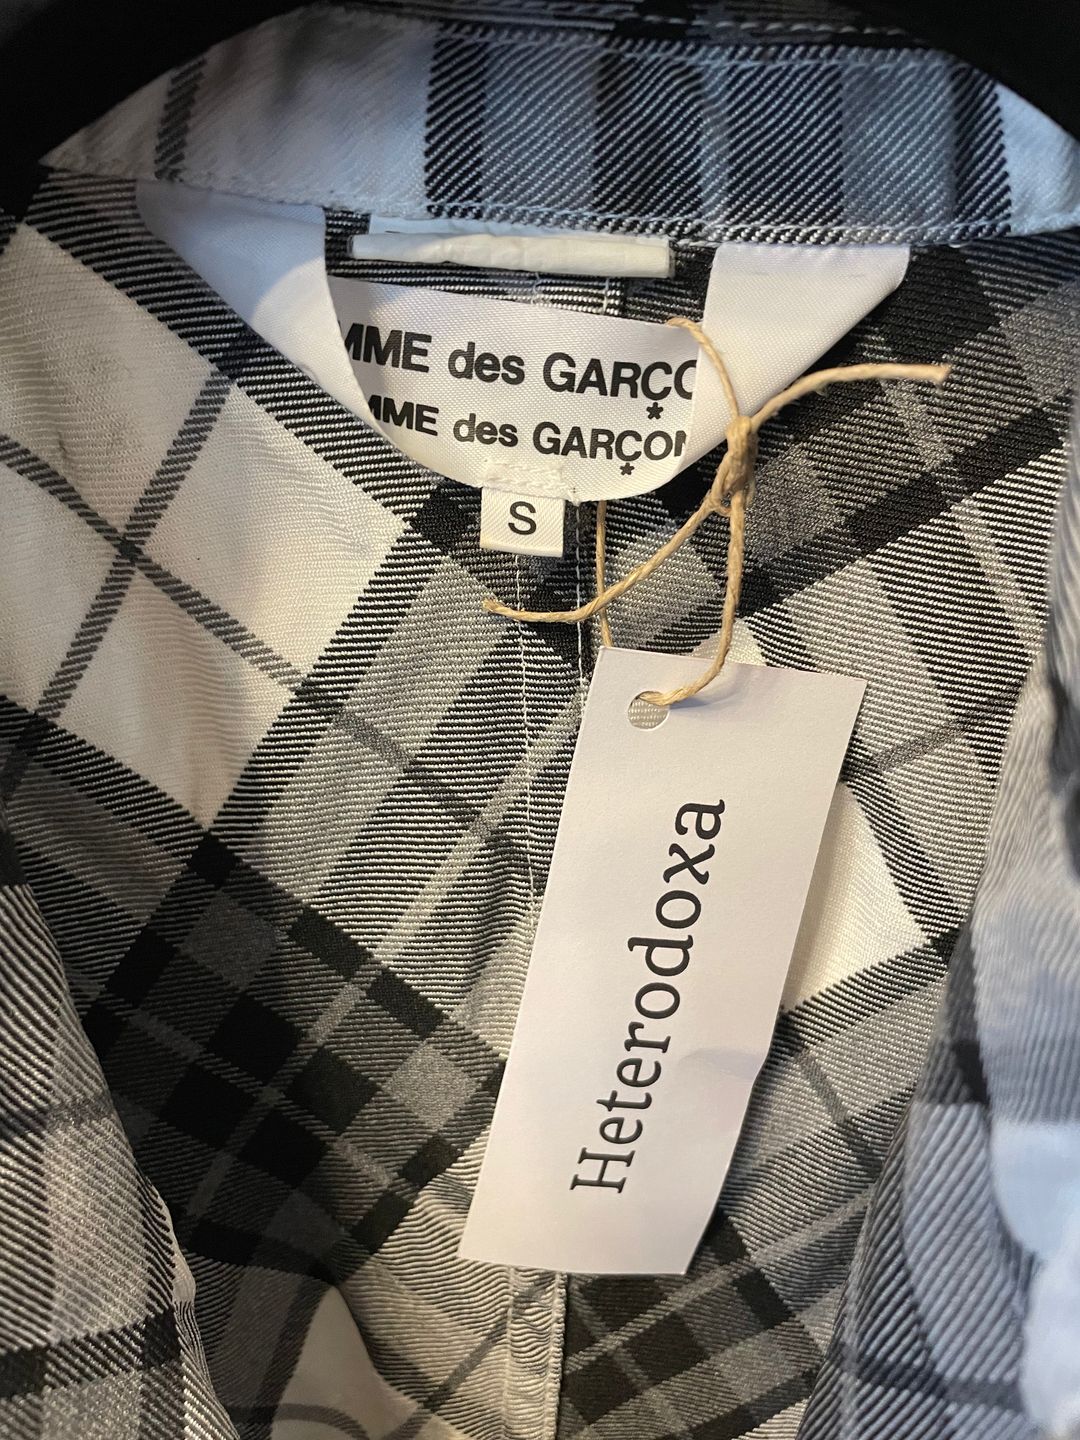 MME des GARÇO
*
MME des GARÇON
*
S
Heterodoxa